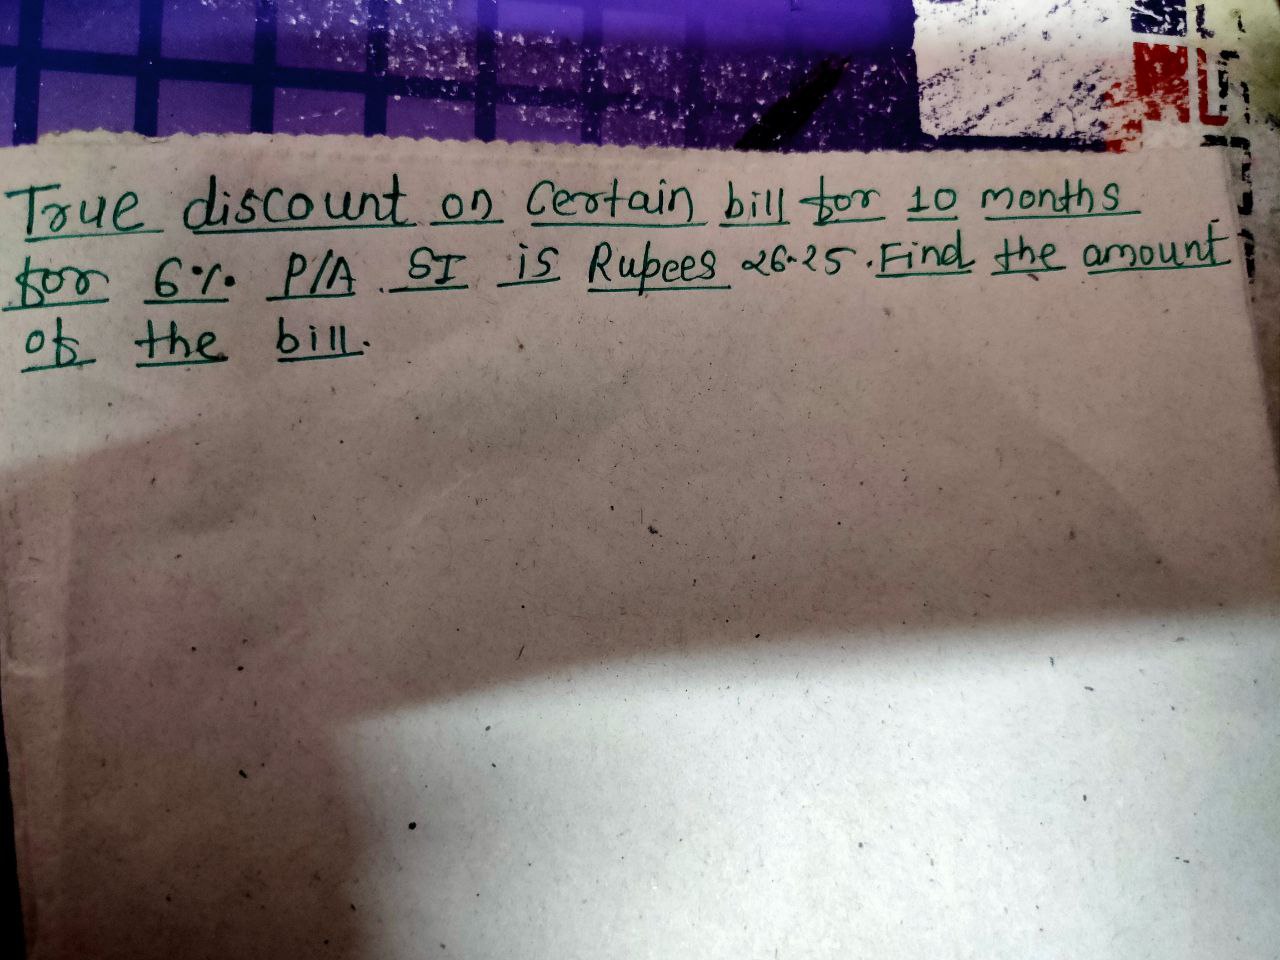 True discount on Certain bill for 10 months
for 6% P/A SI is Rupees 26.25. Find the amount
of the bill.